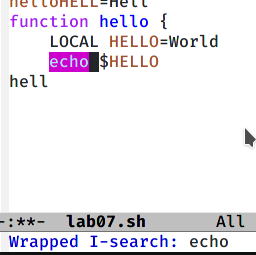 helloHELL=Hell
function hello {
    LOCAL HELLO=World
    echo $HELLO
hell
-:**-  lab07.sh       All
Wrapped I-search: echo